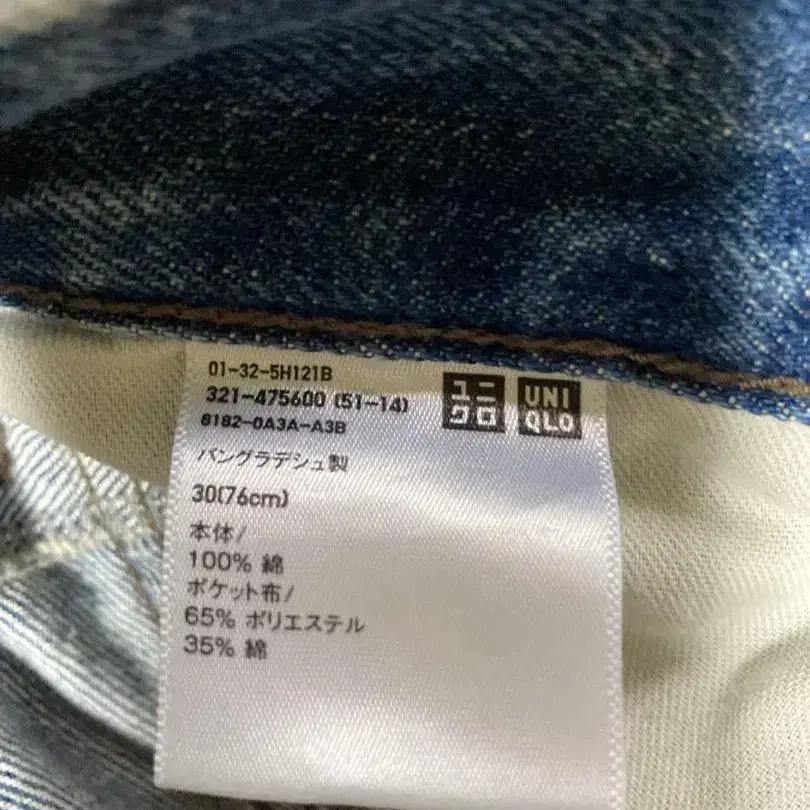 01-32-5H121B
321-475600 (51-14)
8182-0A3A-A3B
ユニ
クロ
UNI
QLO
バングラデシュ製
30(76cm)
本体/
100% 綿
ポケット布/
65% ポリエステル
35% 綿